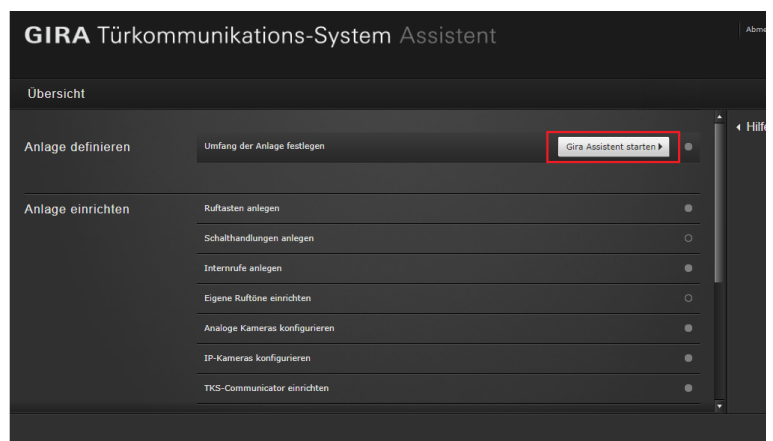 GIRA Türkommunikations-System Assistent
Übersicht
Anlage definieren
Umfang der Anlage festlegen
Gira Assistent starten
Anlage einrichten
Ruftasten anlegen
Schalthandlungen anlegen
Internrufe anlegen
Eigene Ruftöne einrichten
Analoge Kameras konfigurieren
IP-Kameras konfigurieren
TKS-Communicator einrichten